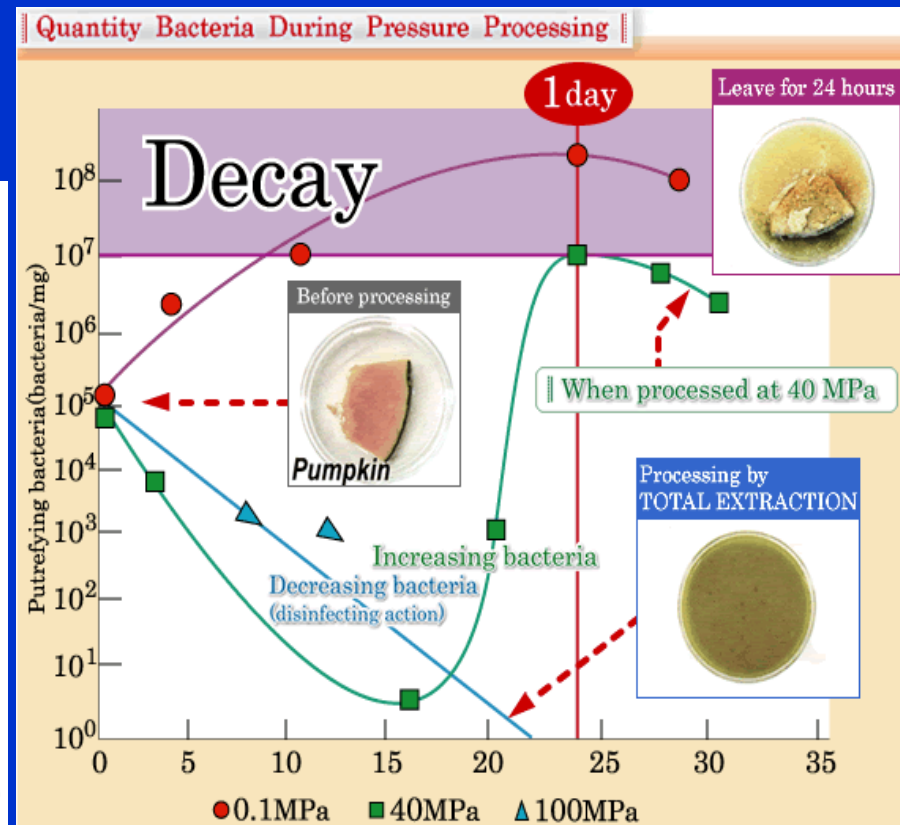 Quantity Bacteria During Pressure Processing
1 day
Leave for 24 hours
Decay
Putrefying bacteria(bacteria/mg)
10⁸
10⁷
10⁶
10⁵
10⁴
10³
10²
10¹
10⁰
Before processing
Pumpkin
When processed at 40 MPa
Processing by
TOTAL EXTRACTION
Increasing bacteria
Decreasing bacteria
(disinfecting action)
0 5 10 15 20 25 30 35
0.1MPa 40MPa 100MPa